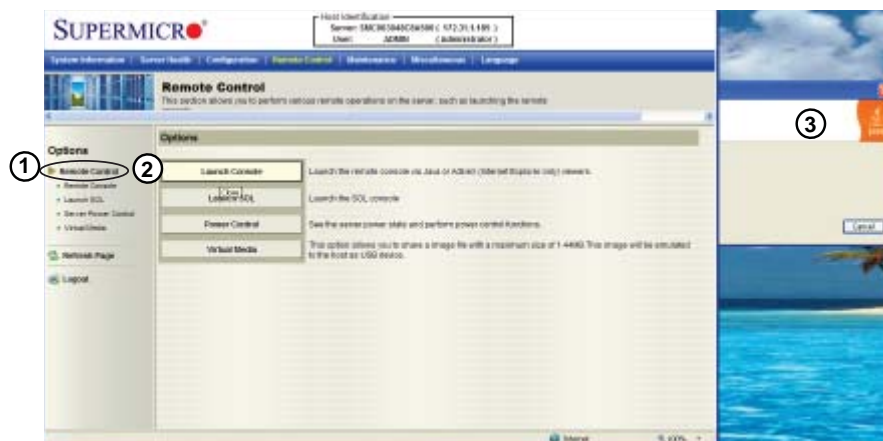 SUPERMICR
Host Identification
Server:
User: ADMIN (Administrator)
System Information Server Health Configuration Remote Control Maintenance Miscellaneous Language
Remote Control
This section allows you to perform various remote operations on the server, such as launching the remote
Options
Remote Control
Remote Console
Launch SOL
Server Power Control
Virtual Media
Refresh Page
Logout
1
2
Options
Launch Console
Launch the remote console via Java or ActiveX (Internet Explorer only) viewers.
Launch SOL
Launch the SOL console
Power Control
See the server power state and perform power control functions.
Virtual Media
This option allows you to share a image file with a maximum size of 1.44MB. This image will be emulated
to the host as USB device.
3
Cancel
Internet
100%